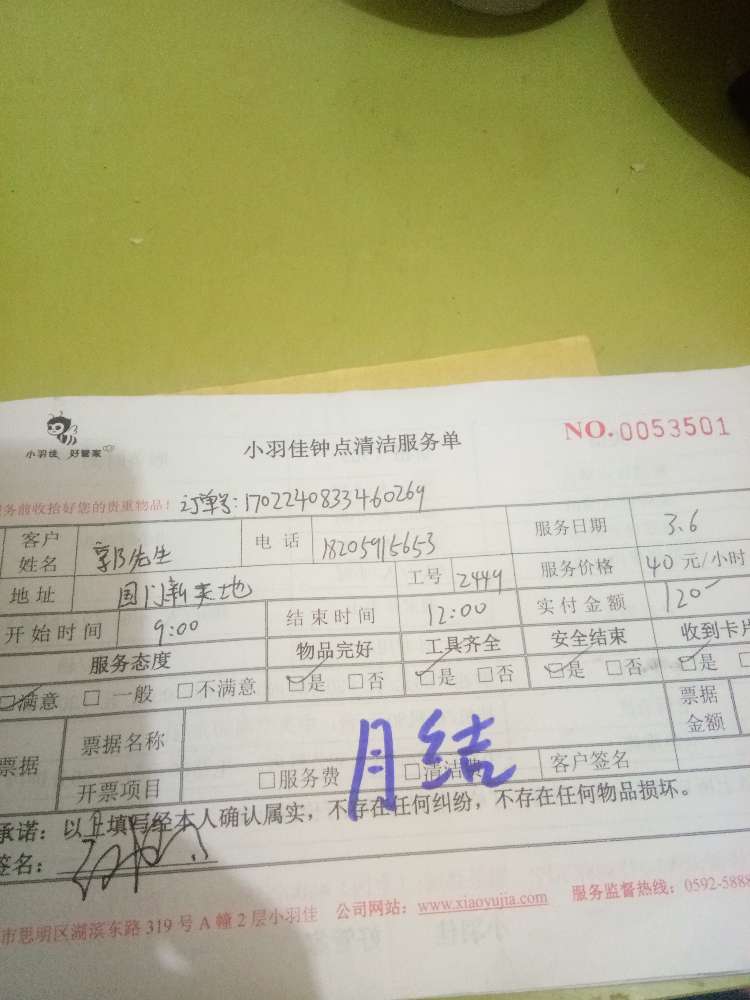 小羽佳 好管家
小羽佳钟点清洁服务单
NO.0053501
务前收拾好您的贵重物品！ 订单号：1702240833460269
客户姓名 郭先生 电话 18205915653 服务日期 3.6
地址 国门新天地 工号 2449 服务价格 40元/小时
开始时间 9:00 结束时间 12:00 实付金额 120
服务态度 物品完好 工具齐全 安全结束 收到卡片
☑满意 □一般 □不满意 ☑是 □否 ☑是 □否 ☑是 □否 ☑是 □
票据 票据名称 票据金额
开票项目 □服务费 □清洁费 客户签名
月结
承诺：以上填写经本人确认属实，不存在任何纠纷，不存在任何物品损坏。
签名：
市思明区湖滨东路319号A幢2层小羽佳 公司网站：www.xiaoyujia.com 服务监督热线：0592-5888